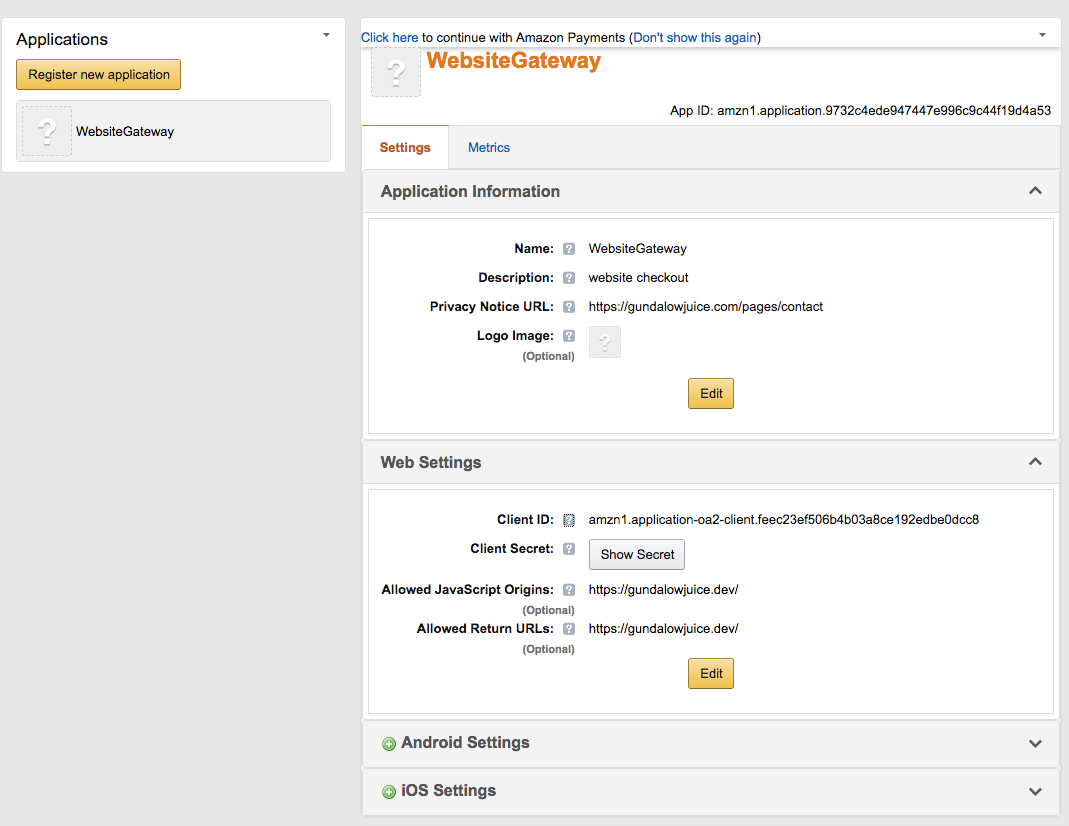 Applications
Register new application
WebsiteGateway
Click here to continue with Amazon Payments (Don't show this again)
WebsiteGateway
App ID: amzn1.application.9732c4ede947447e996c9c44f19d4a53
Settings
Metrics
Application Information
Name: ? WebsiteGateway
Description: ? website checkout
Privacy Notice URL: ? https://gundalowjuice.com/pages/contact
Logo Image: ? ?
(Optional)
Edit
Web Settings
Client ID: ? amzn1.application-oa2-client.feec23ef506b4b03a8ce192edbe0dcc8
Client Secret: ? Show Secret
Allowed JavaScript Origins: ? https://gundalowjuice.dev/
(Optional)
Allowed Return URLs: ? https://gundalowjuice.dev/
(Optional)
Edit
Android Settings
iOS Settings